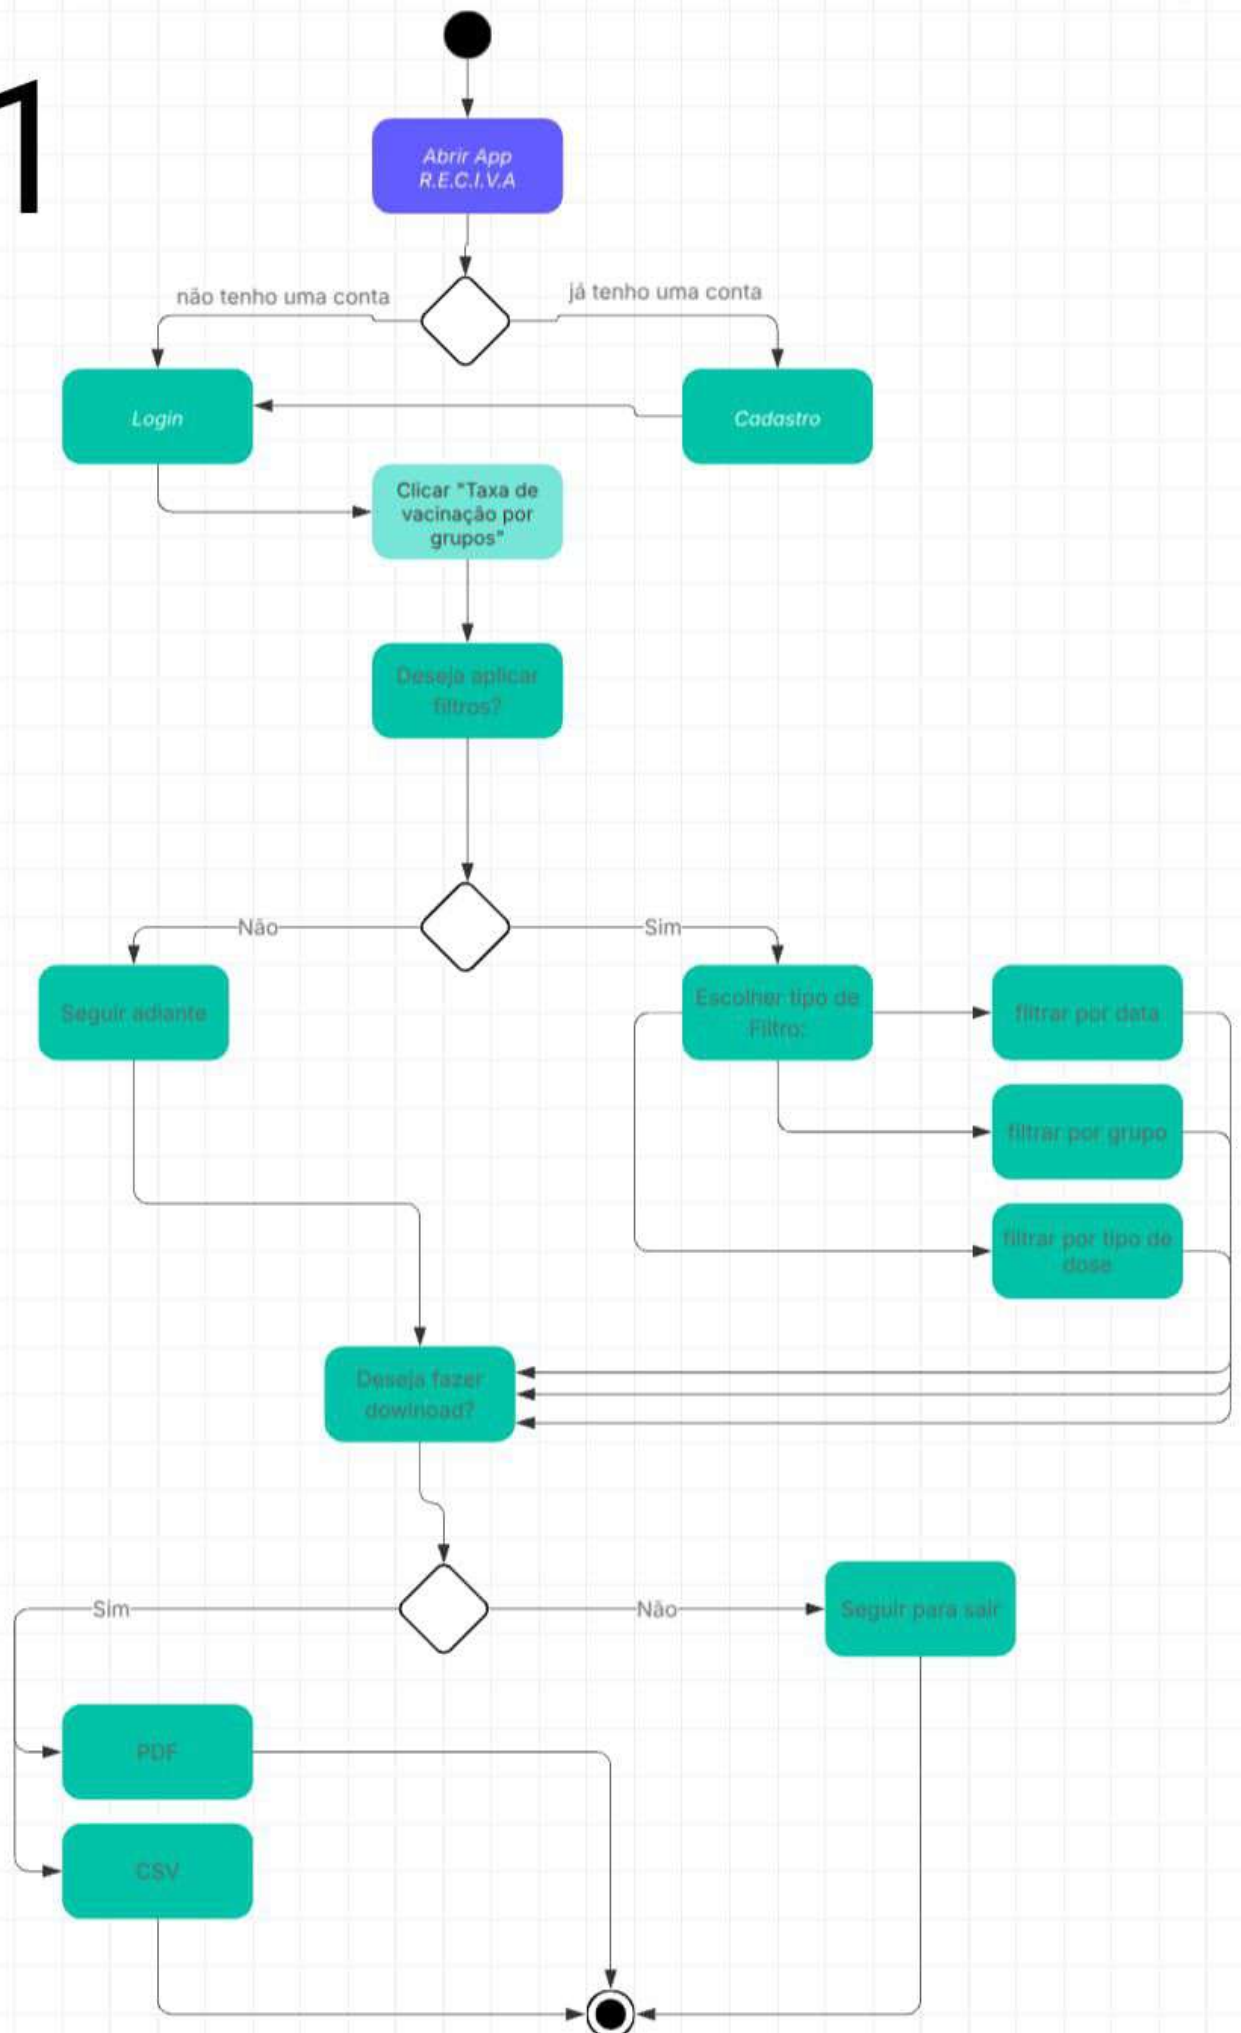 1
Abrir App
R.E.C.I.V.A
não tenho uma conta
já tenho uma conta
Login
Cadastro
Clicar "Taxa de
vacinação por
grupos"
Deseja aplicar
filtros?
Não
Sim
Seguir adiante
Escolher tipo de
Filtro:
filtrar por data
filtrar por grupo
filtrar por tipo de
dose
Deseja fazer
dowlnoad?
Sim
Não
Seguir para sair
PDF
CSV